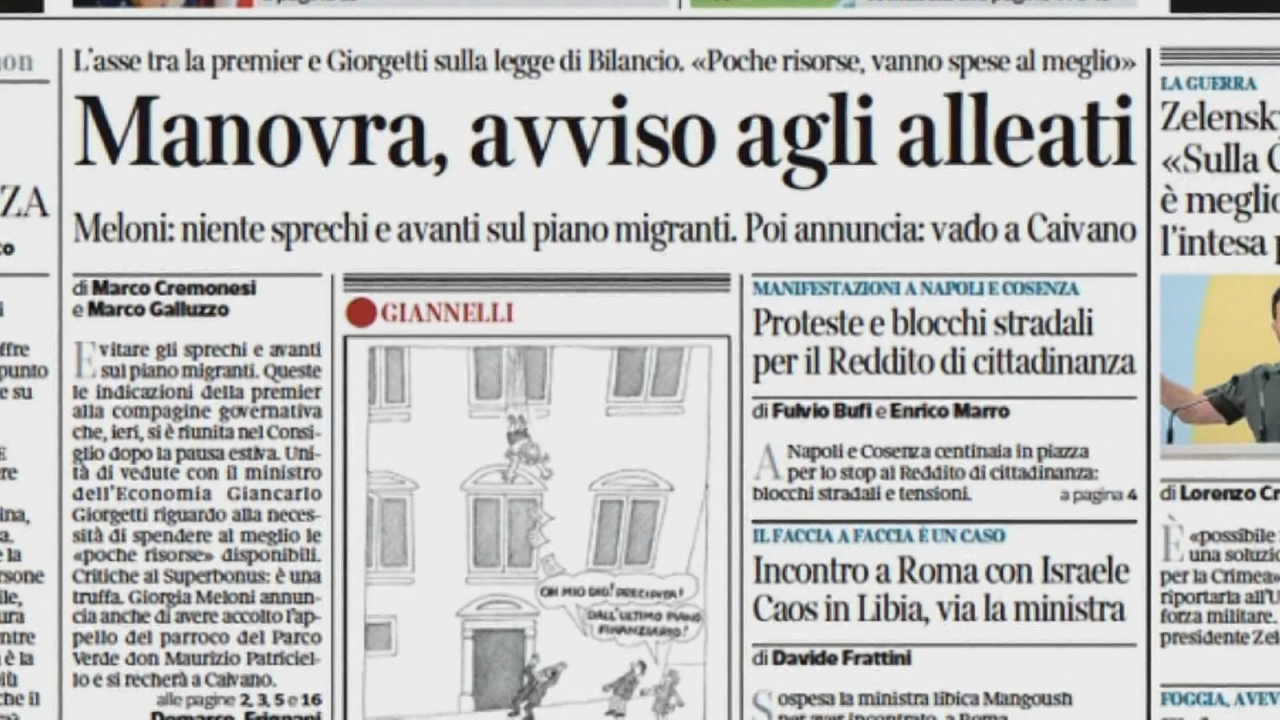 L'asse tra la premier e Giorgetti sulla legge di Bilancio. «Poche risorse, vanno spese al meglio»
Manovra, avviso agli alleati
Meloni: niente sprechi e avanti sul piano migranti. Poi annuncia: vado a Caivano
di Marco Cremonesi
e Marco Galluzzo
Evitare gli sprechi e avanti
sul piano migranti. Queste
le indicazioni della premier
alla compagine governativa
che, ieri, si è riunita nel Consi-
glio dopo la pausa estiva. Uni-
tà di vedute con il ministro
dell'Economia Giancarlo
Giorgetti riguardo alla neces-
sità di spendere al meglio le
«poche risorse» disponibili.
Critiche al Superbonus: è una
truffa. Giorgia Meloni annun-
cia anche di avere accolto l'ap-
pello del parroco del Parco
Verde don Maurizio Patriciel-
lo e si recherà a Caivano.
alle pagine 2, 3, 5 e 16
Demarco, Frignani
GIANNELLI
OH MIO DIO! PRECIPITA!
DALL'ULTIMO PIANO
FINANZIARIO!
MANIFESTAZIONI A NAPOLI E COSENZA
Proteste e blocchi stradali
per il Reddito di cittadinanza
di Fulvio Bufi e Enrico Marro
A Napoli e Cosenza centinaia in piazza
per lo stop al Reddito di cittadinanza:
blocchi stradali e tensioni. a pagina 4
IL FACCIA A FACCIA È UN CASO
Incontro a Roma con Israele
Caos in Libia, via la ministra
di Davide Frattini
Sospesa la ministra libica Mangoush
per aver incontrato, a Roma
LA GUERRA
Zelensk
«Sulla C
è meglio
l'intesa p
di Lorenzo Cr
È «possibile
una soluzio
per la Crimea»
riportarla all'U
forza militare.
presidente Zel
FOGGIA, AVEV